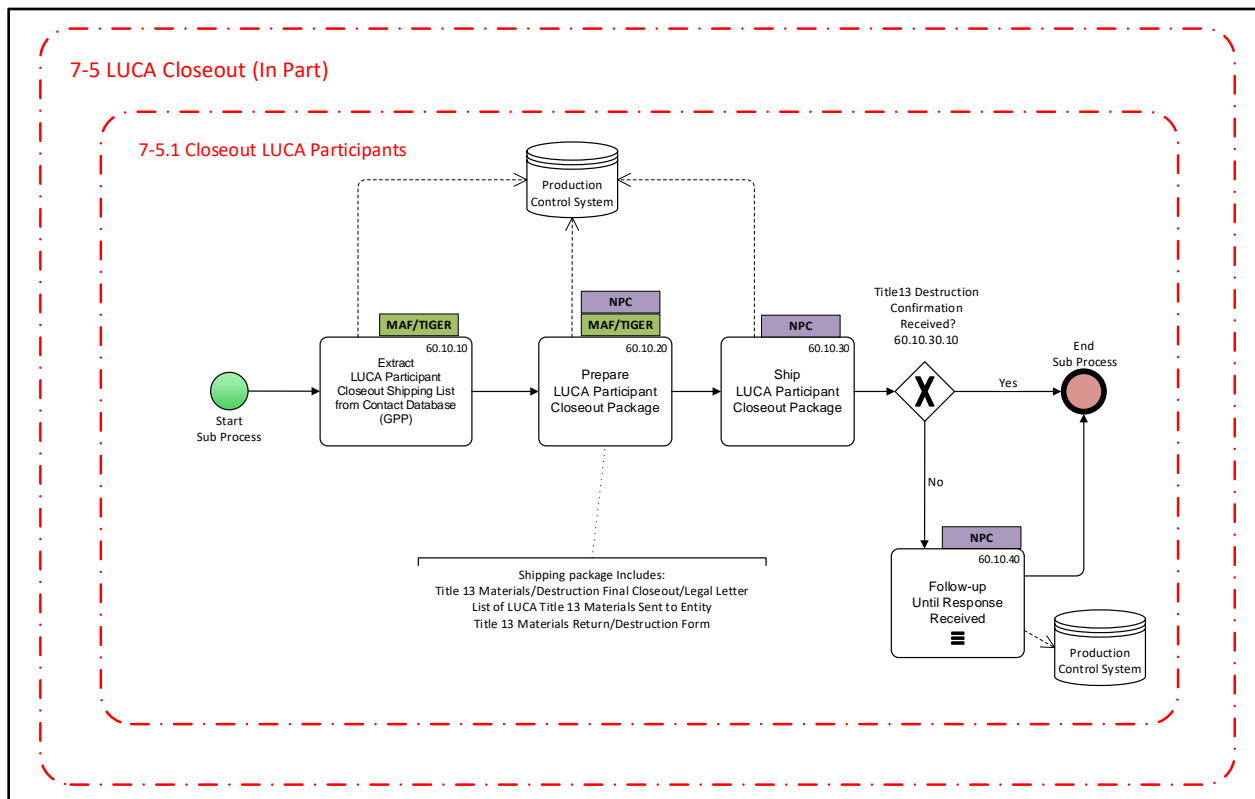 7-5 LUCA Closeout (In Part)
7-5.1 Closeout LUCA Participants
Production
Control System
Title13 Destruction
Confirmation
Received?
60.10.30.10
MAF/TIGER
60.10.10
Extract
LUCA Participant
Closeout Shipping List
from Contact Database
(GPP)
NPC
MAF/TIGER
60.10.20
Prepare
LUCA Participant
Closeout Package
NPC
60.10.30
Ship
LUCA Participant
Closeout Package
X
Yes
End
Sub Process
Start
Sub Process
No
NPC
60.10.40
Follow-up
Until Response
Received
Production
Control System
Shipping package Includes:
Title 13 Materials/Destruction Final Closeout/Legal Letter
List of LUCA Title 13 Materials Sent to Entity
Title 13 Materials Return/Destruction Form